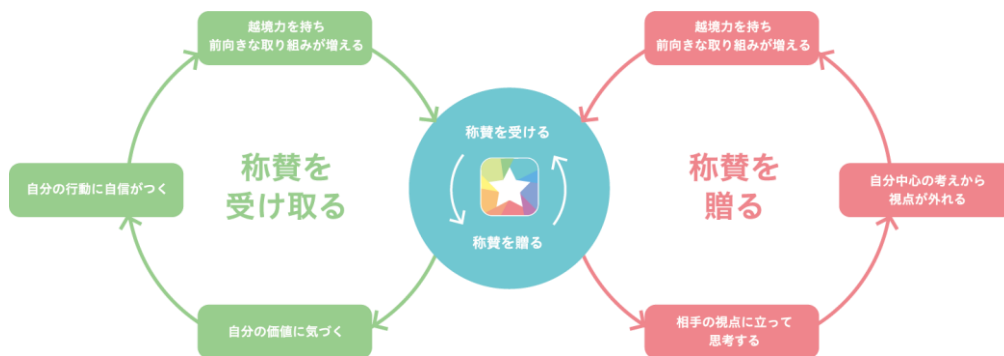 越境力を持ち
前向きな取り組みが増える
越境力を持ち
前向きな取り組みが増える
称賛を受ける
称賛を
受け取る
称賛を
贈る
自分の行動に自信がつく
自分中心の考えから
視点が外れる
称賛を贈る
自分の価値に気づく
相手の視点に立って
思考する